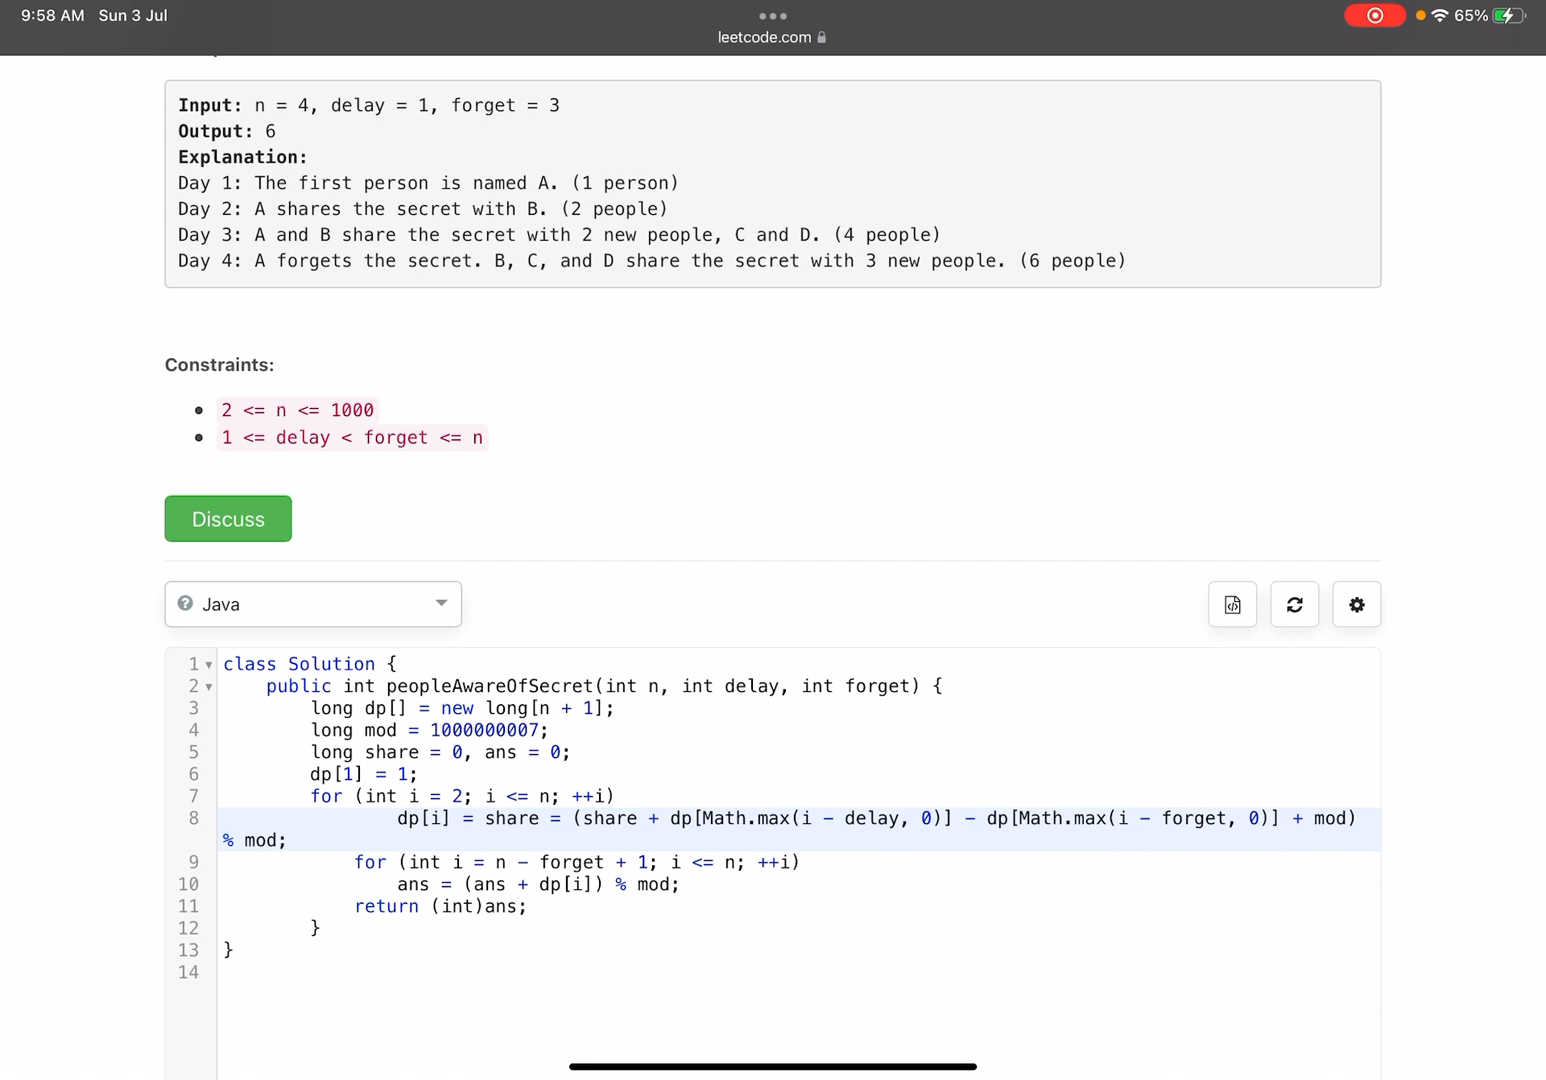 9:58 AM Sun 3 Jul
leetcode.com
65%
Input: n = 4, delay = 1, forget = 3
Output: 6
Explanation:
Day 1: The first person is named A. (1 person)
Day 2: A shares the secret with B. (2 people)
Day 3: A and B share the secret with 2 new people, C and D. (4 people)
Day 4: A forgets the secret. B, C, and D share the secret with 3 new people. (6 people)
Constraints:
2 <= n <= 1000
1 <= delay < forget <= n
Discuss
Java
1 class Solution {
2 public int peopleAwareOfSecret(int n, int delay, int forget) {
3 long dp[] = new long[n + 1];
4 long mod = 1000000007;
5 long share = 0, ans = 0;
6 dp[1] = 1;
7 for (int i = 2; i <= n; ++i)
8 dp[i] = share = (share + dp[Math.max(i - delay, 0)] - dp[Math.max(i - forget, 0)] + mod)
% mod;
9 for (int i = n - forget + 1; i <= n; ++i)
10 ans = (ans + dp[i]) % mod;
11 return (int)ans;
12 }
13 }
14